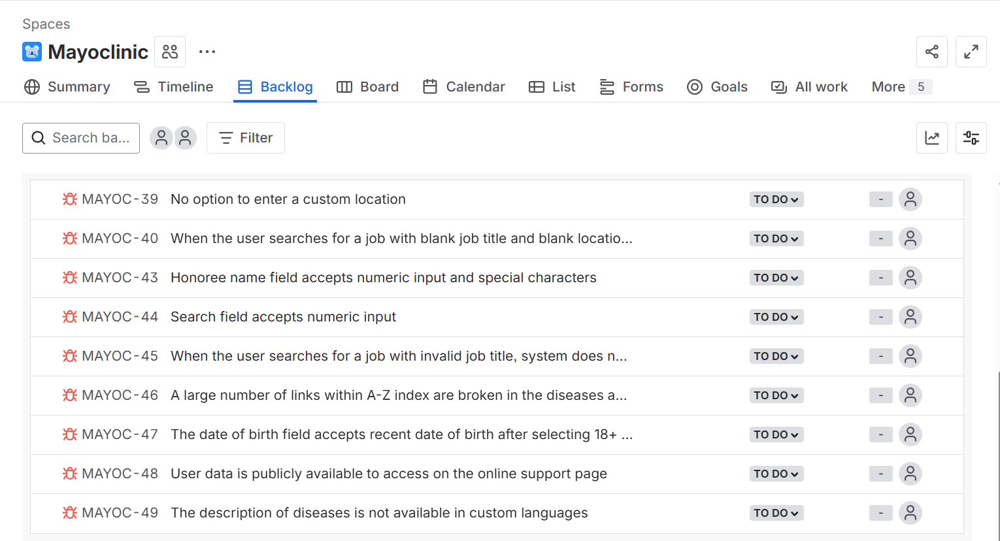 Spaces
Mayoclinic
Summary Timeline Backlog Board Calendar List Forms Goals All work More 5
Search ba... Filter
MAYOC-39 No option to enter a custom location TO DO -
MAYOC-40 When the user searches for a job with blank job title and blank locatio... TO DO -
MAYOC-43 Honoree name field accepts numeric input and special characters TO DO -
MAYOC-44 Search field accepts numeric input TO DO -
MAYOC-45 When the user searches for a job with invalid job title, system does n... TO DO -
MAYOC-46 A large number of links within A-Z index are broken in the diseases a... TO DO -
MAYOC-47 The date of birth field accepts recent date of birth after selecting 18+ ... TO DO -
MAYOC-48 User data is publicly available to access on the online support page TO DO -
MAYOC-49 The description of diseases is not available in custom languages TO DO -